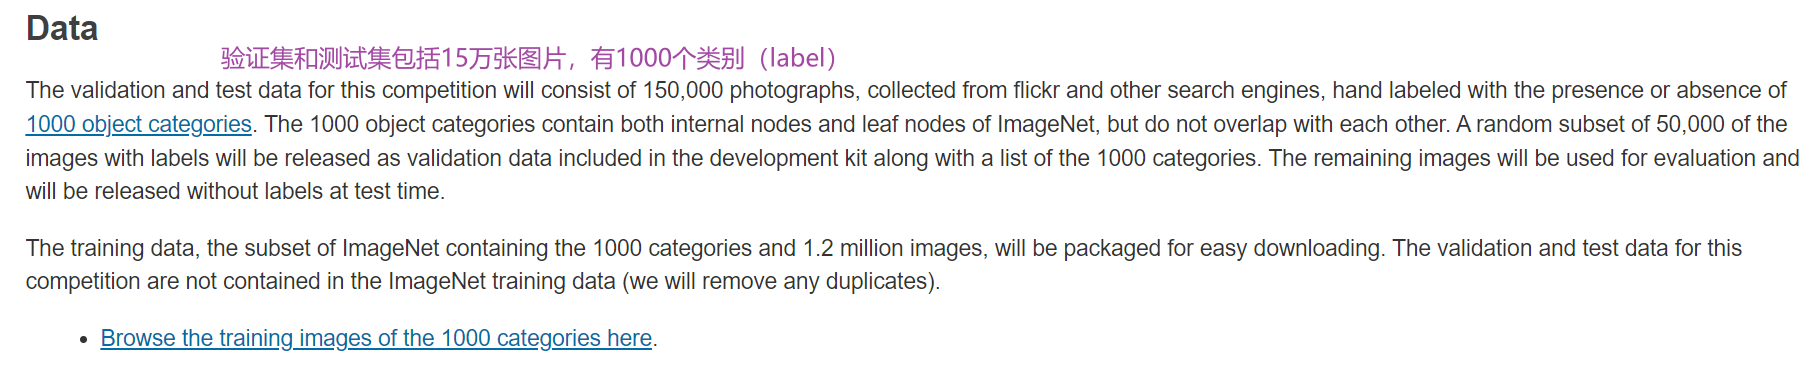 Data
验证集和测试集包括15万张图片，有1000个类别（label）
The validation and test data for this competition will consist of 150,000 photographs, collected from flickr and other search engines, hand labeled with the presence or absence of
1000 object categories. The 1000 object categories contain both internal nodes and leaf nodes of ImageNet, but do not overlap with each other. A random subset of 50,000 of the
images with labels will be released as validation data included in the development kit along with a list of the 1000 categories. The remaining images will be used for evaluation and
will be released without labels at test time.
The training data, the subset of ImageNet containing the 1000 categories and 1.2 million images, will be packaged for easy downloading. The validation and test data for this
competition are not contained in the ImageNet training data (we will remove any duplicates).
• Browse the training images of the 1000 categories here.